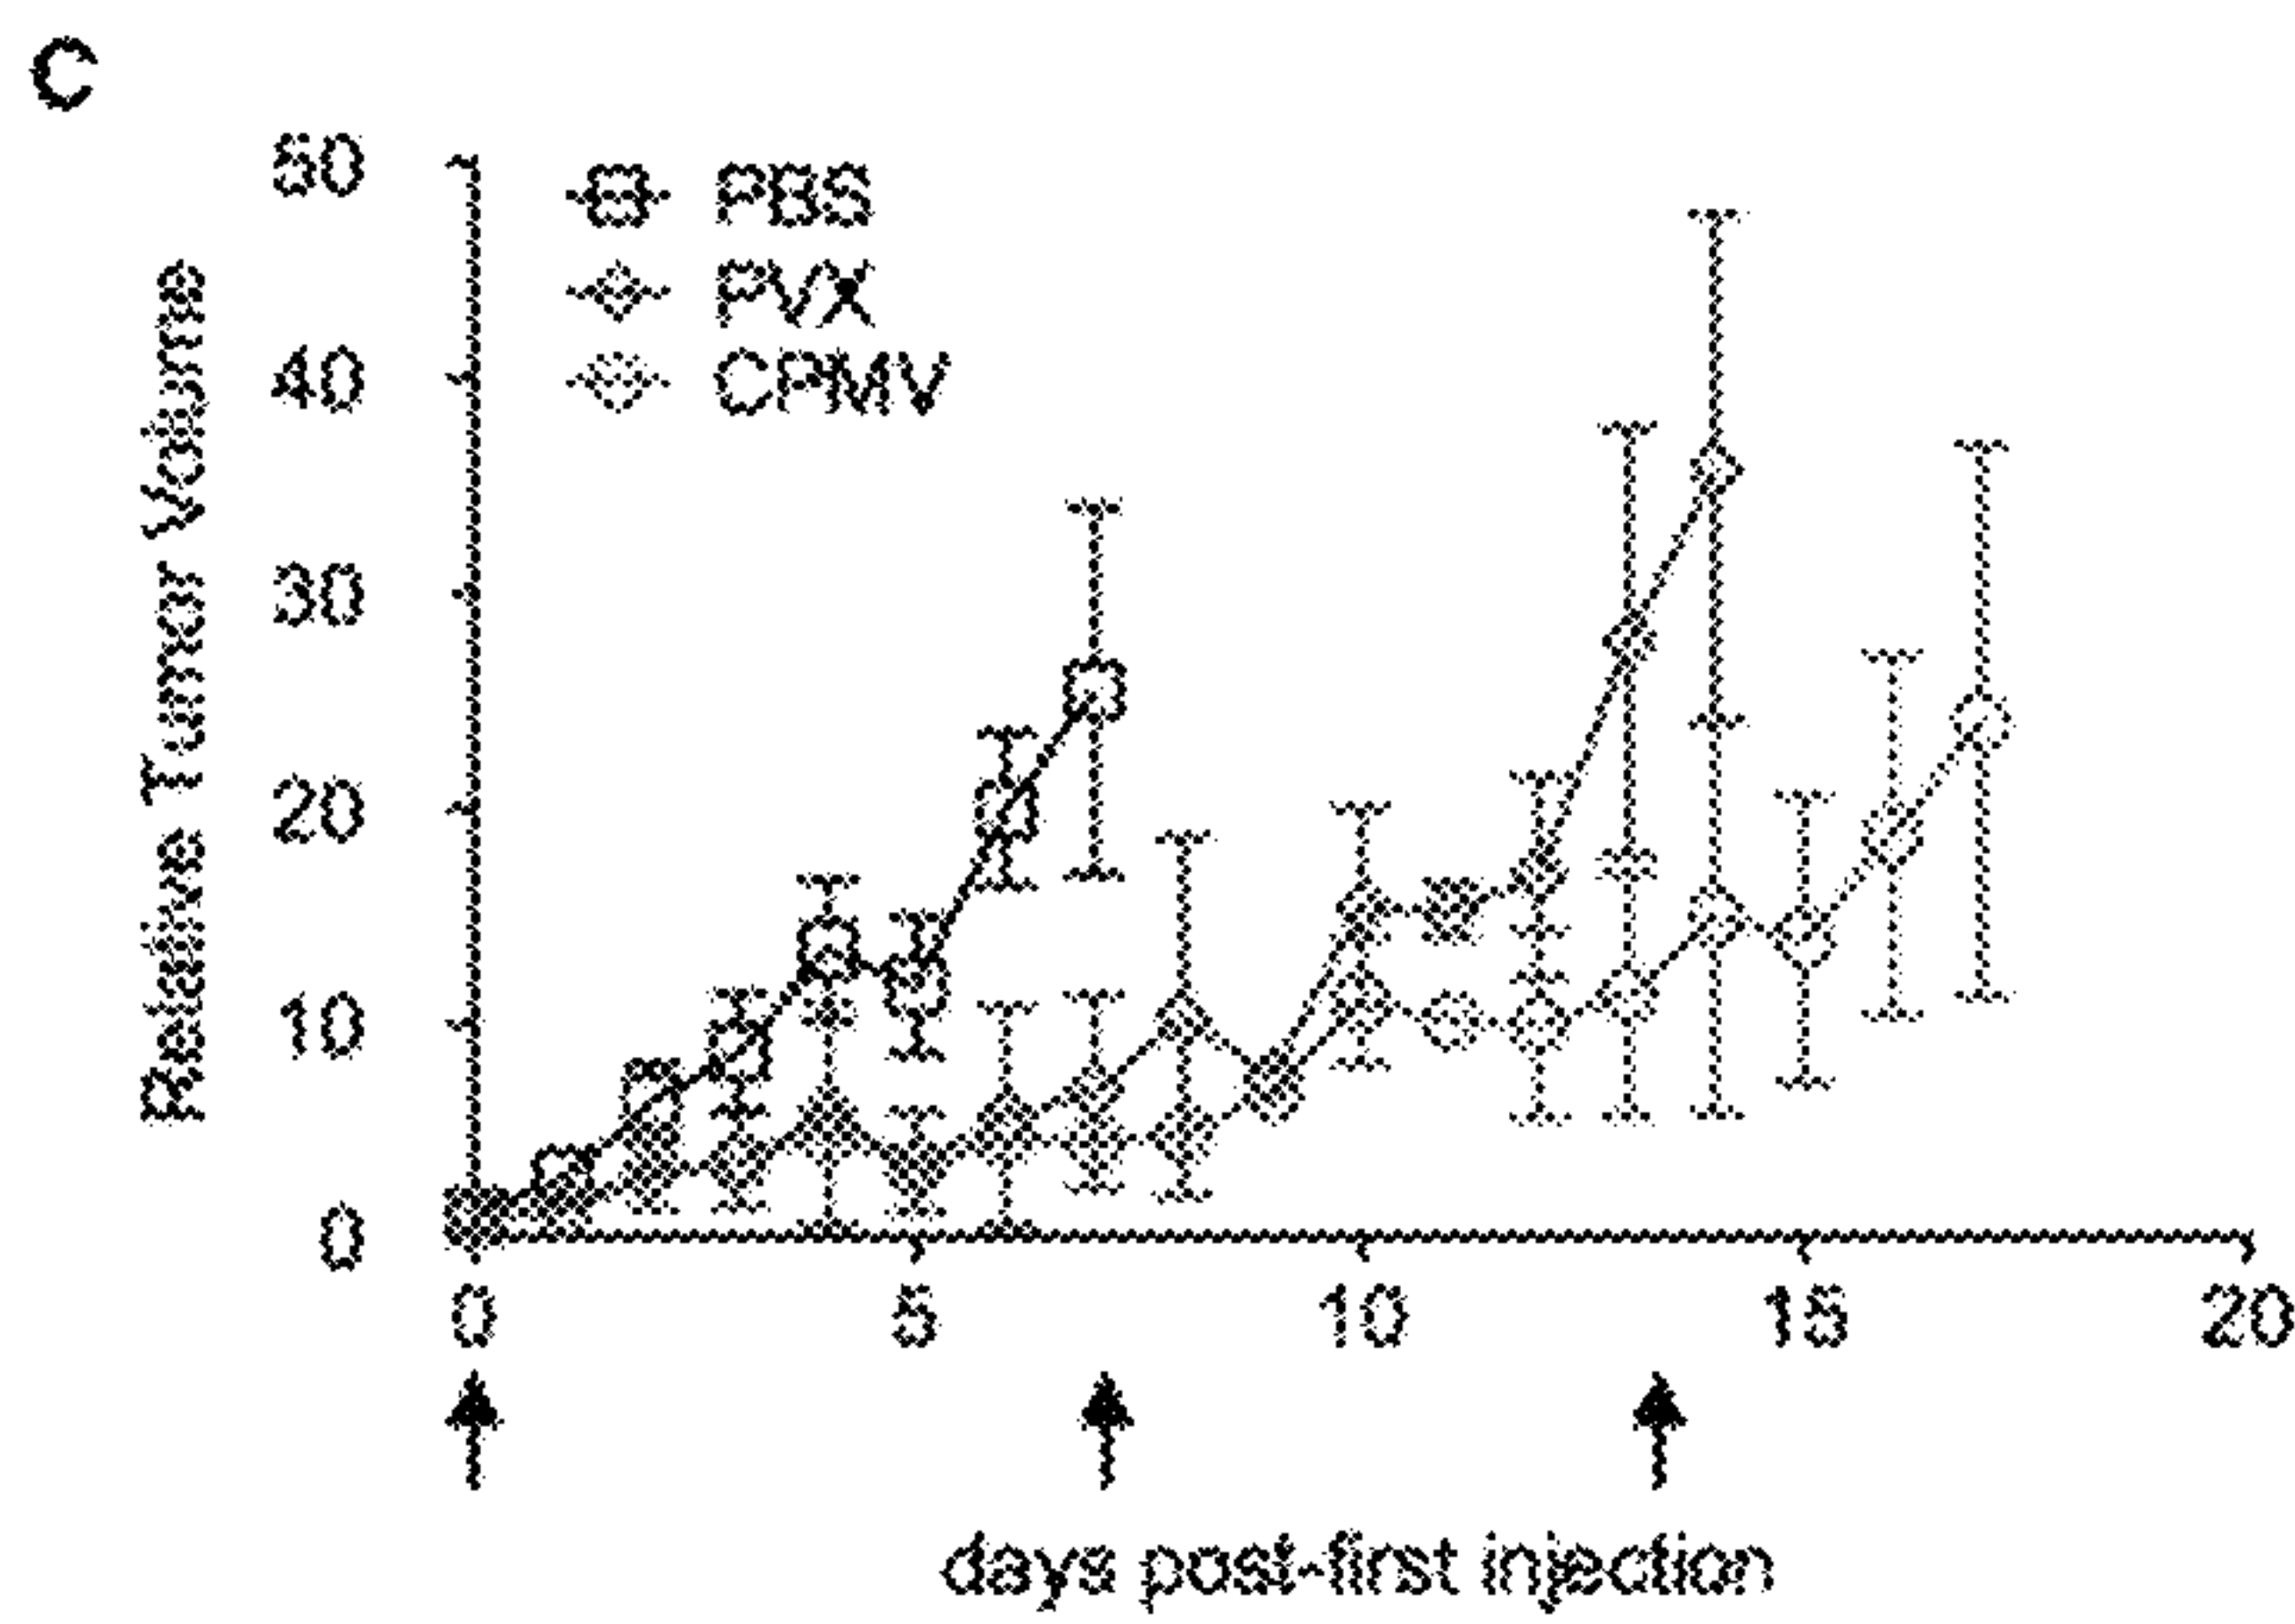 C
50
40
30
20
10
0
Relative Tumor Volume
PBS
PVX
CPMV
0 5 10 15 20
days post-first injection